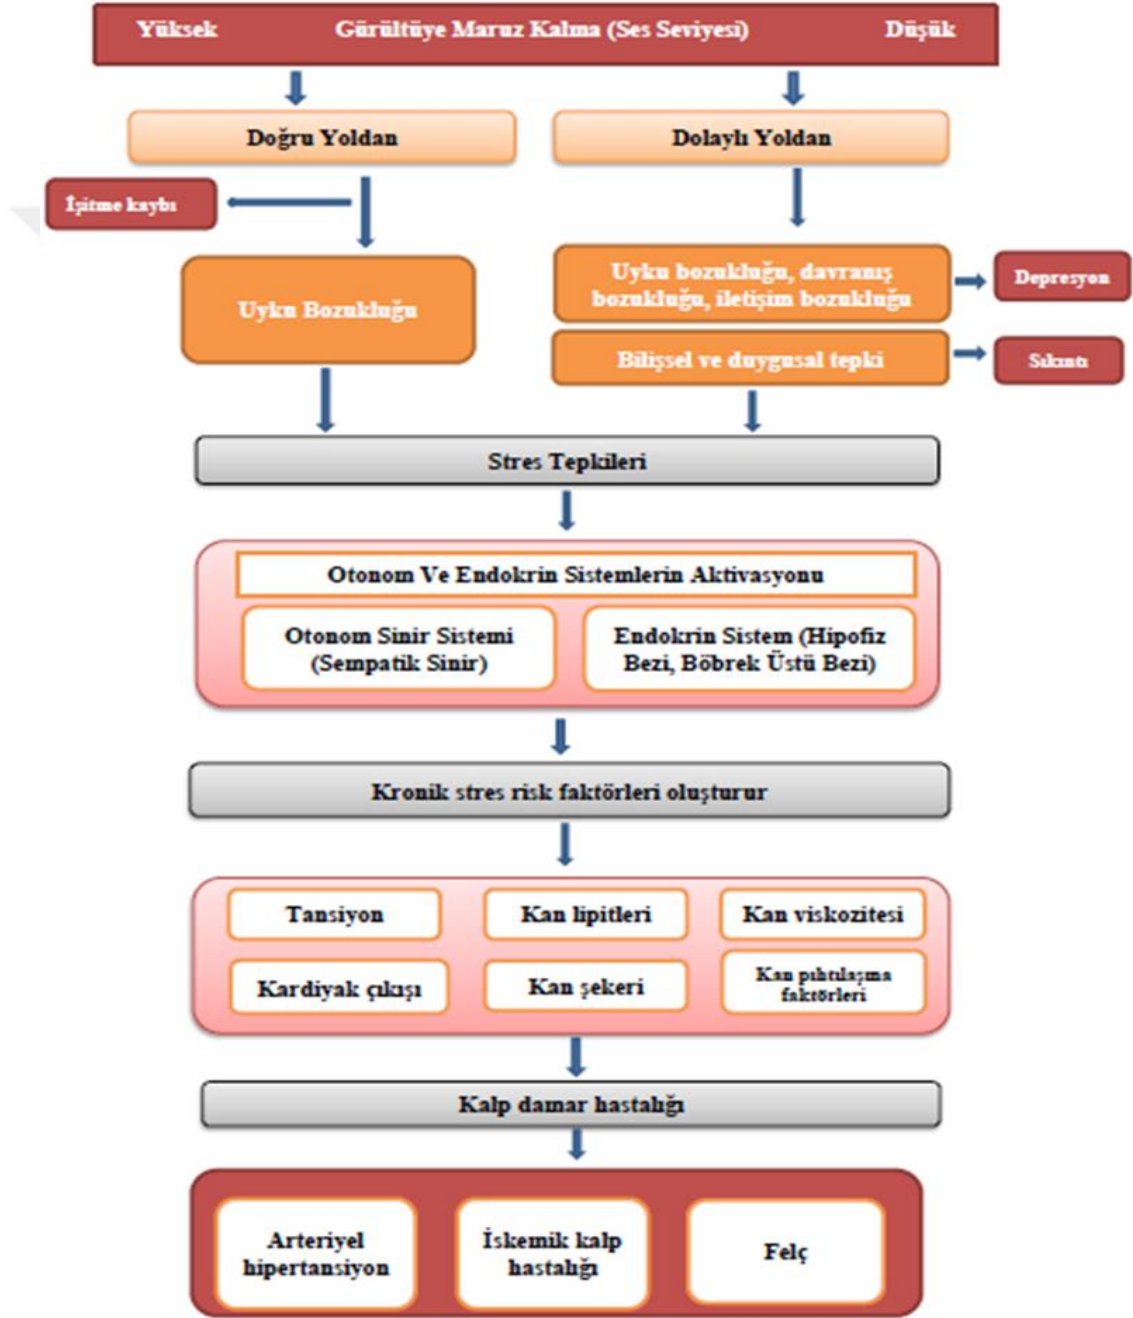 Yüksek Gürültüye Maruz Kalma (Ses Seviyesi) Düşük
Doğru Yoldan
Dolaylı Yoldan
İşitme kaybı
Uyku Bozukluğu
Uyku bozukluğu, davranış
bozukluğu, iletişim bozukluğu
Depresyon
Bilişsel ve duygusal tepki
Sıkıntı
Stres Tepkileri
Otonom Ve Endokrin Sistemlerin Aktivasyonu
Otonom Sinir Sistemi
(Sempatik Sinir)
Endokrin Sistem (Hipofiz
Bezi, Böbrek Üstü Bezi)
Kronik stres risk faktörleri oluşturur
Tansiyon
Kan lipitleri
Kan viskozitesi
Kardiyak çıkışı
Kan şekeri
Kan pıhtılaşma
faktörleri
Kalp damar hastalığı
Arteriyel
hipertansiyon
İskemik kalp
hastalığı
Felç